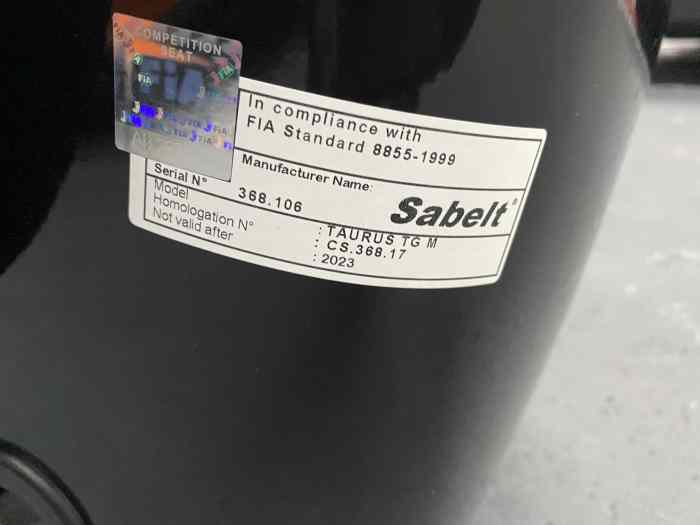 COMPETITION
SEAT
FIA
In compliance with
FIA Standard 8855-1999
Manufacturer Name:
Sabelt
Serial N° 368.106
Model : TAURUS TG M
Homologation N° : CS.368.17
Not valid after : 2023